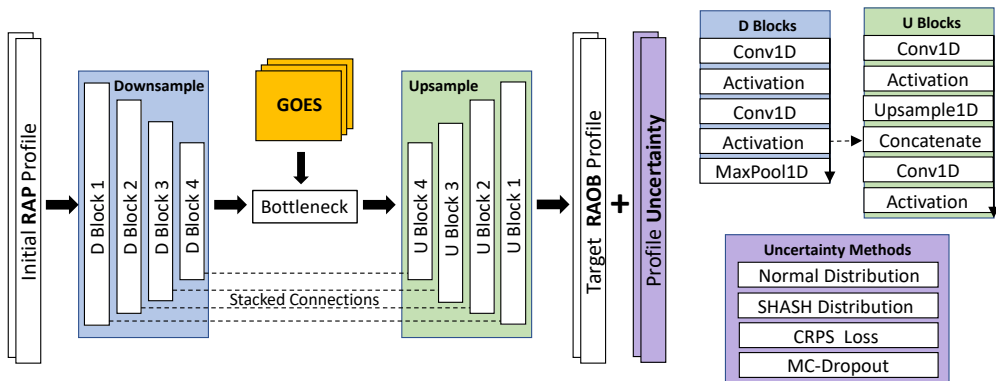 Initial RAP Profile
Downsample
D Block 1
D Block 2
D Block 3
D Block 4
GOES
Bottleneck
Upsample
U Block 4
U Block 3
U Block 2
U Block 1
Stacked Connections
Target RAOB Profile
+
Profile Uncertainty
D Blocks
Conv1D
Activation
Conv1D
Activation
MaxPool1D
U Blocks
Conv1D
Activation
Upsample1D
Concatenate
Conv1D
Activation
Uncertainty Methods
Normal Distribution
SHASH Distribution
CRPS Loss
MC-Dropout